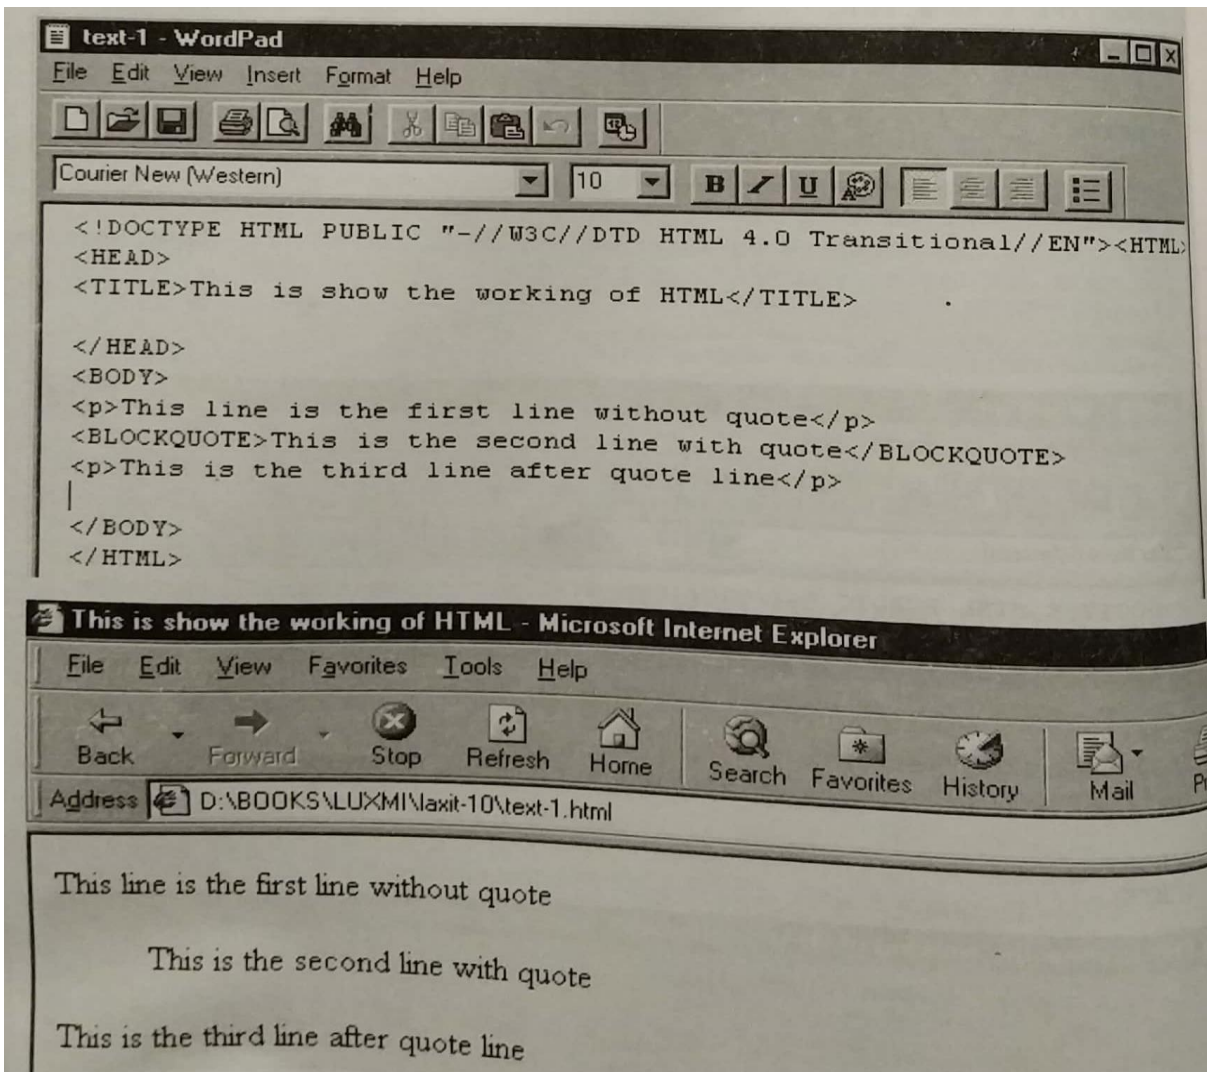 text-1 - WordPad
File Edit View Insert Format Help
Courier New (Western) 10 B I U
<!DOCTYPE HTML PUBLIC "-//W3C//DTD HTML 4.0 Transitional//EN"><HTML>
<HEAD>
<TITLE>This is show the working of HTML</TITLE>
</HEAD>
<BODY>
<p>This line is the first line without quote</p>
<BLOCKQUOTE>This is the second line with quote</BLOCKQUOTE>
<p>This is the third line after quote line</p>
</BODY>
</HTML>
This is show the working of HTML - Microsoft Internet Explorer
File Edit View Favorites Tools Help
Back Forward Stop Refresh Home Search Favorites History Mail
Address D:\BOOKS\LUXMI\laxit-10\text-1.html
This line is the first line without quote
This is the second line with quote
This is the third line after quote line